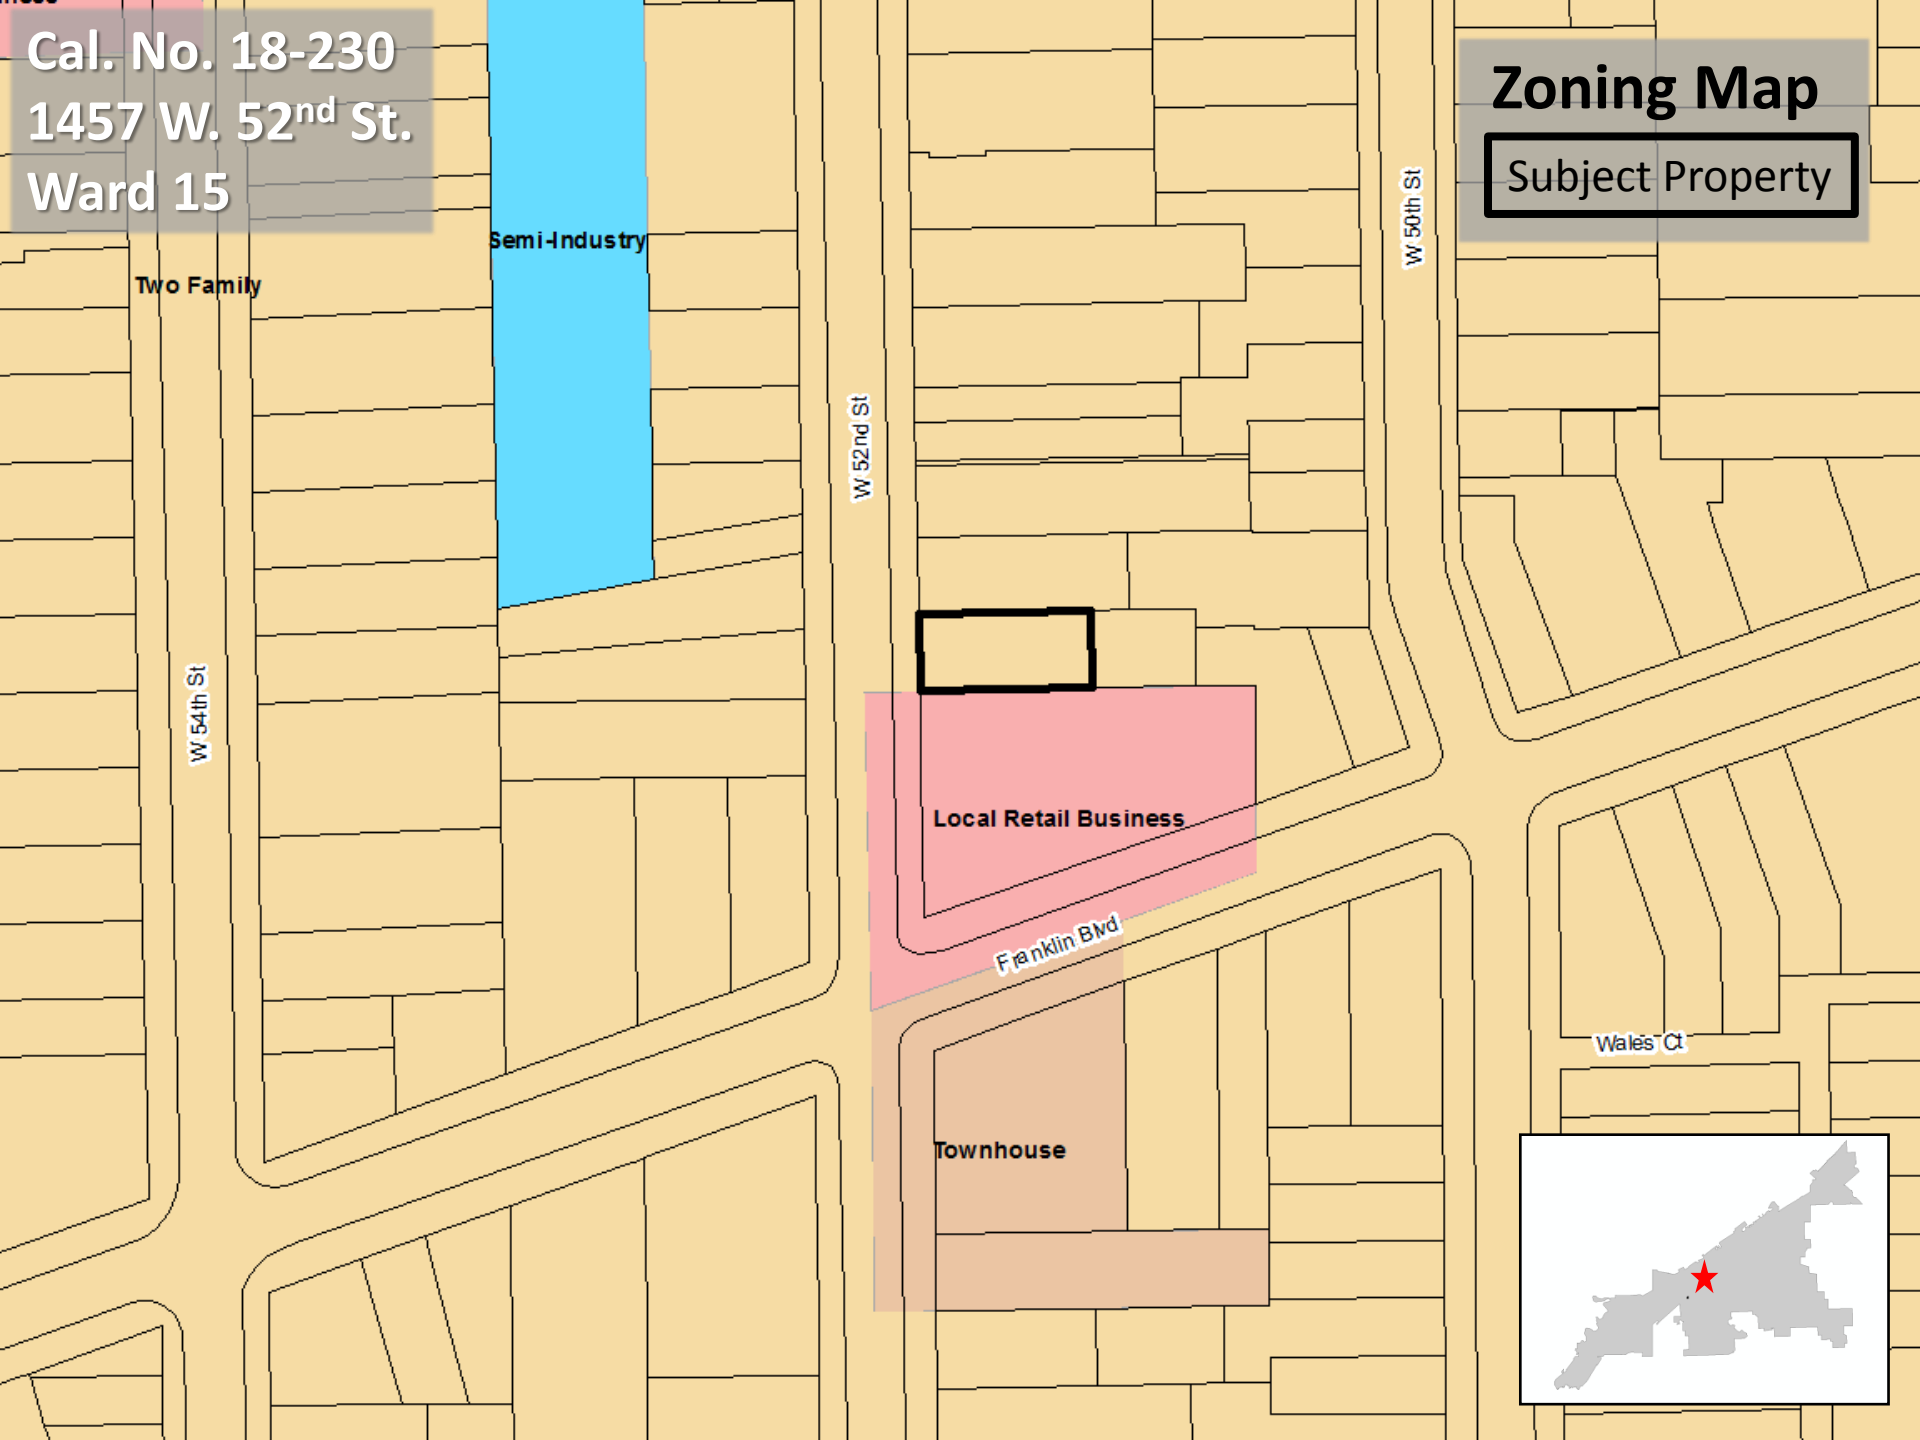 Cal. No. 18-230
1457 W. 52nd St.
Ward 15
Zoning Map
Subject Property
W 50th St
Semi-Industry
Two Family
W 52nd St
W 54th St
Local Retail Business
Franklin Blvd
Wales Ct
Townhouse